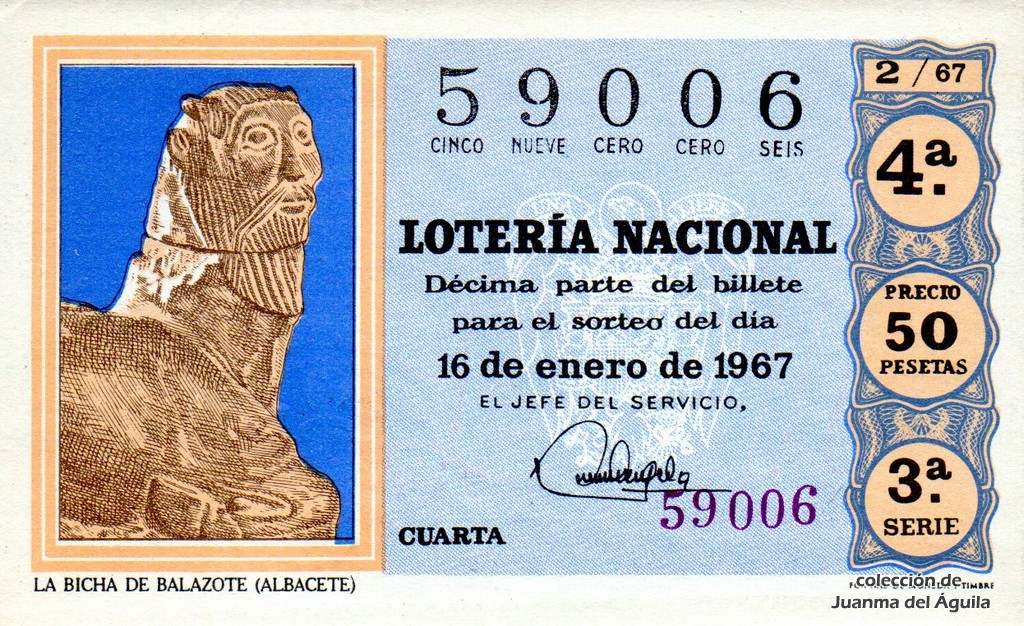 59006
CINCO NUEVE CERO CERO SEIS
2/67
4ª.
LOTERÍA NACIONAL
Décima parte del billete
para el sorteo del día
16 de enero de 1967
EL JEFE DEL SERVICIO,
PRECIO
50
PESETAS
59006
CUARTA
3ª.
SERIE
LA BICHA DE BALAZOTE (ALBACETE)
TIMBRE
colección de
Juanma del Águila